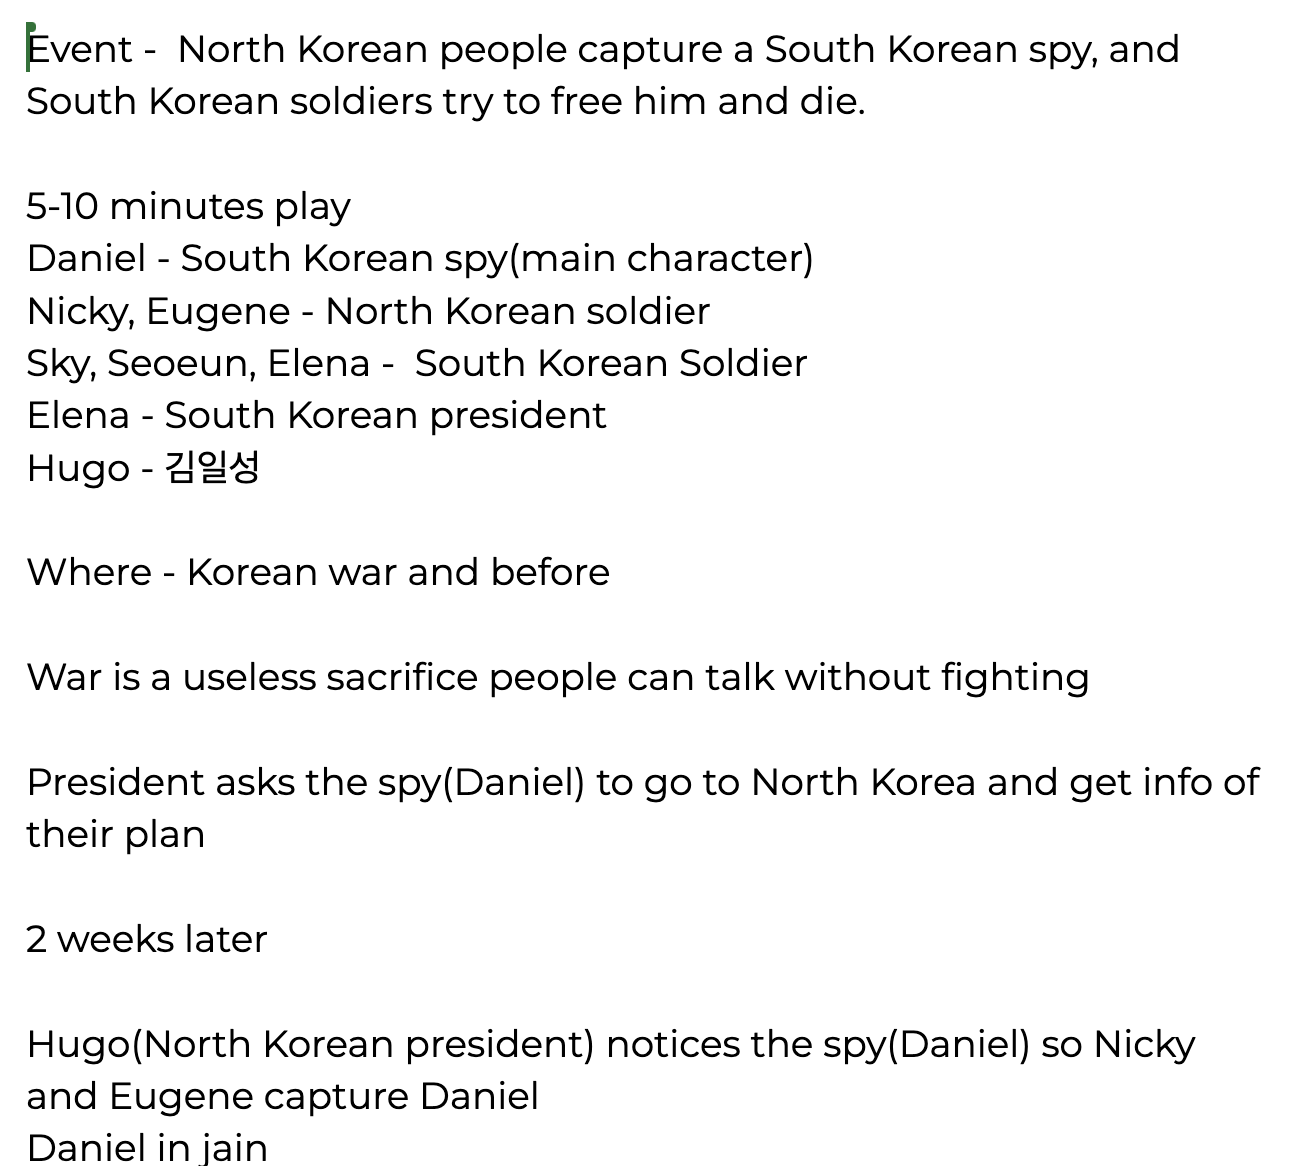 Event -  North Korean people capture a South Korean spy, and
South Korean soldiers try to free him and die.
5-10 minutes play
Daniel - South Korean spy(main character)
Nicky, Eugene - North Korean soldier
Sky, Seoeun, Elena -  South Korean Soldier
Elena - South Korean president
Hugo - 김일성
Where - Korean war and before
War is a useless sacrifice people can talk without fighting
President asks the spy(Daniel) to go to North Korea and get info of
their plan
2 weeks later
Hugo(North Korean president) notices the spy(Daniel) so Nicky
and Eugene capture Daniel
Daniel in jain